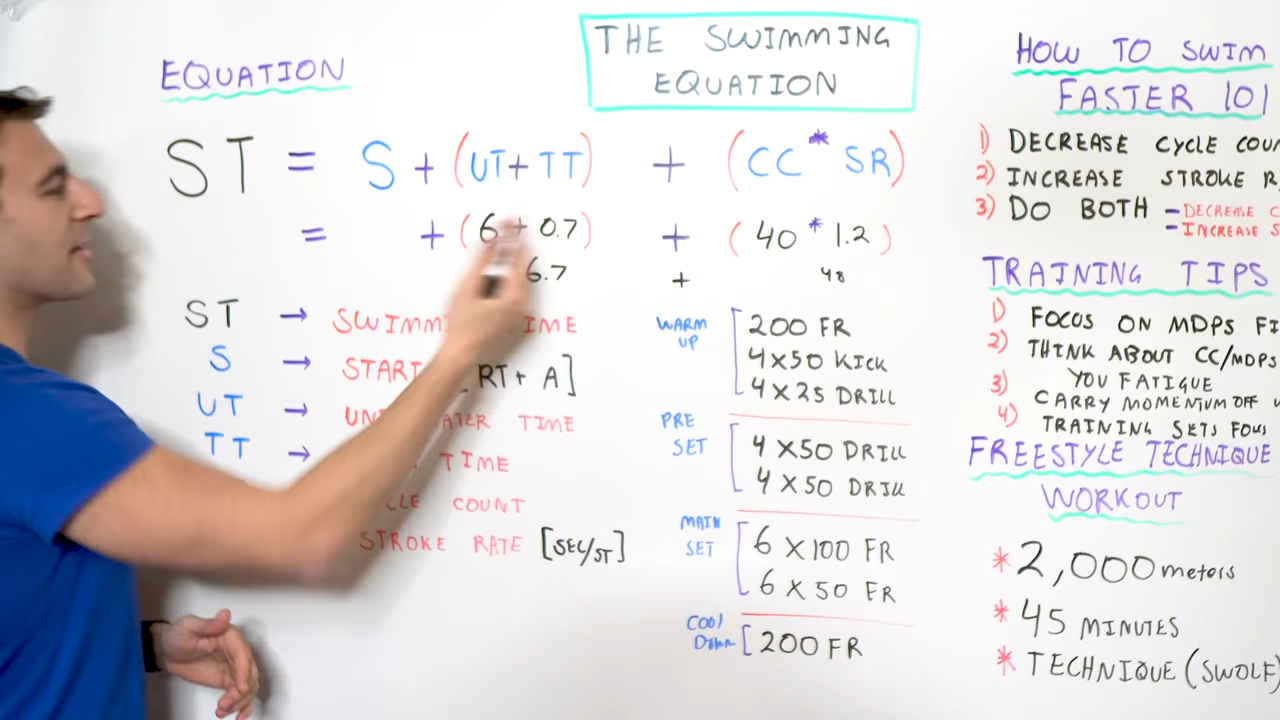 THE SWIMMING
EQUATION
EQUATION
ST = S + (UT + TT) + (CC * SR)
= + (6 + 0.7) + (40 * 1.2)
6.7 + 48
ST → SWIMM TIME
S → START RT + A]
UT → UN ATER TIME
TT → TIME
CLE COUNT
STROKE RATE [SEC/ST]
WARM
UP
200 FR
4 X 50 KICK
4 X 25 DRILL
PRE
SET
4 X 50 DRILL
4 X 50 DRILL
MAIN
SET
6 X 100 FR
6 X 50 FR
COOL
DOWN
200 FR
HOW TO SWIM
FASTER 101
1) DECREASE CYCLE COUN
2) INCREASE STROKE R
3) DO BOTH - DECREASE C
- INCREASE S
TRAINING TIPS
1) FOCUS ON MDPS FI
2) THINK ABOUT CC/MDPS
YOU FATIGUE
3) CARRY MOMENTUM OFF
4) TRAINING SETS
FREESTYLE TECHNIQUE
WORKOUT
* 2,000 meters
* 45 MINUTES
* TECHNIQUE (SWOLF)